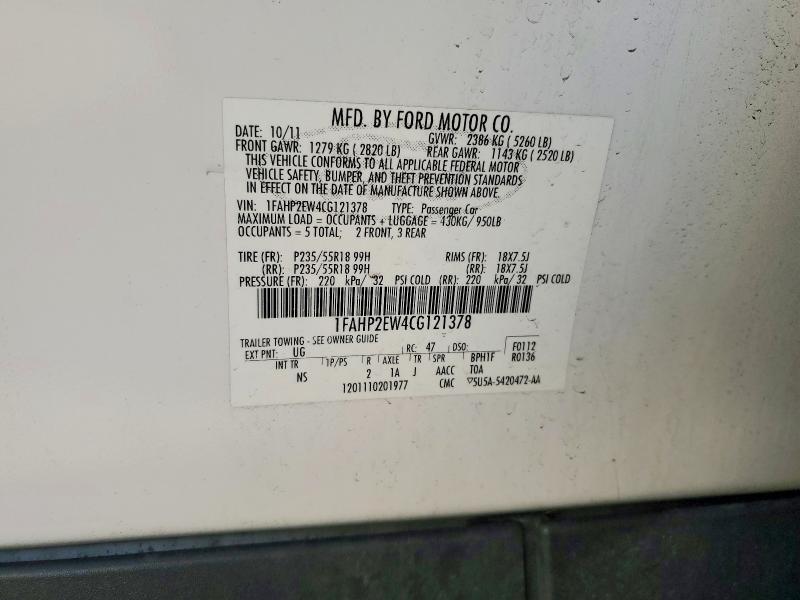 MFD. BY FORD MOTOR CO.
DATE: 10/11 GVWR: 2386 KG ( 5260 LB)
FRONT GAWR: 1279 KG ( 2820 LB) REAR GAWR: 1143 KG ( 2520 LB)
THIS VEHICLE CONFORMS TO ALL APPLICABLE FEDERAL MOTOR
VEHICLE SAFETY, BUMPER, AND THEFT PREVENTION STANDARDS
IN EFFECT ON THE DATE OF MANUFACTURE SHOWN ABOVE.
VIN: 1FAHP2EW4CG121378 TYPE: Passenger Car
MAXIMUM LOAD = OCCUPANTS + LUGGAGE = 430KG/ 950LB
OCCUPANTS = 5 TOTAL; 2 FRONT, 3 REAR
TIRE (FR): P235/55R18 99H RIMS (FR): 18X7.5J
(RR): P235/55R18 99H (RR): 18X7.5J
PRESSURE (FR): 220 kPa/ 32 PSI COLD (RR): 220 kPa/ 32 PSI COLD
1FAHP2EW4CG121378
TRAILER TOWING - SEE OWNER GUIDE
EXT PNT: UG RC: 47 DSO: F0112
INT TR 1P/PS R AXLE TR SPR BPHTF R0136
NS 2 1A J AACC TOA
1201110201977 CMC ▽5U5A-5420472-AA